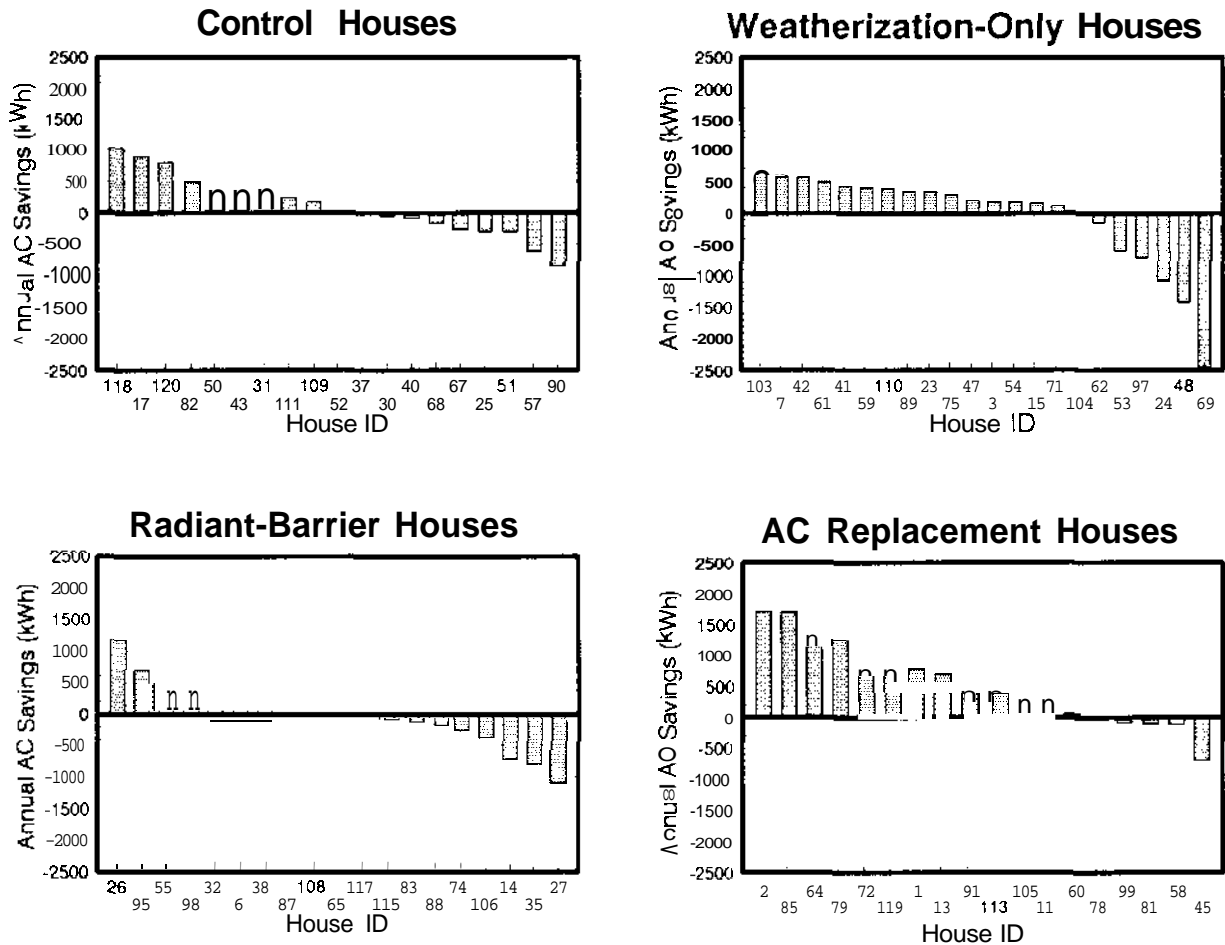 Control Houses
2500
2000
1500
1000
500
0
-500
-1000
-1500
-2000
-2500
AC Savings (kWh)
118 120 50 31 109 37 40 67 51 90
17 82 43 111 52 30 68 25 57
House ID
Weatherization-Only Houses
2500
2000
1500
1000
500
0
-500
-1000
-1500
-2000
-2500
(kWh)
103 42 41 110 23 47 54 71 62 97 48
7 61 59 89 75 3 15 104 53 24 69
House ID
Radiant-Barrier Houses
2500
2000
1500
1000
500
0
-500
-1000
-1500
-2000
-2500
Annual AC Savings (kWh)
26 55 32 38 108 117 83 74 14 27
95 98 6 87 65 115 88 106 35
House ID
AC Replacement Houses
2500
2000
1500
1000
500
0
-500
-1000
-1500
-2000
-2500
Savings (kWh)
2 64 72 1 91 105 60 99 58
85 79 119 13 113 11 78 81 45
House ID